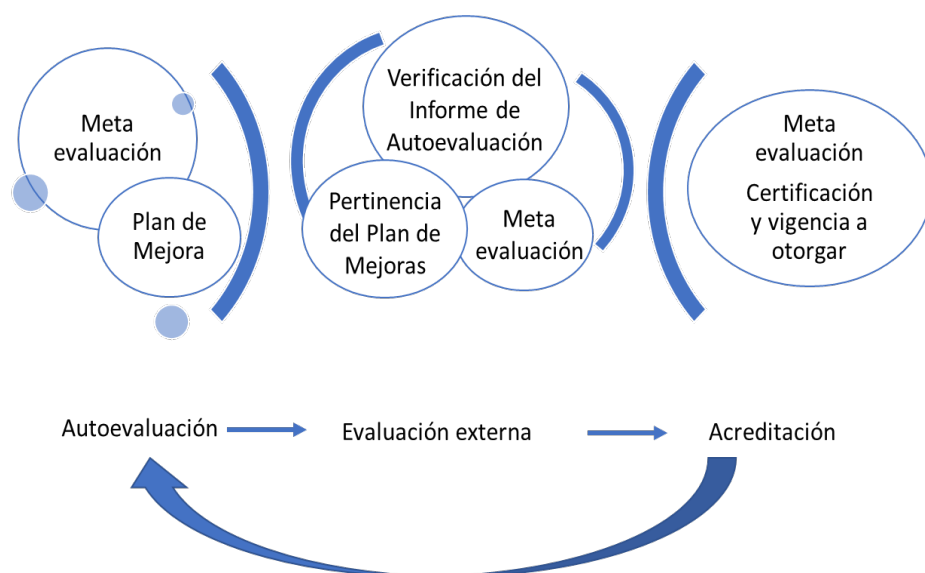 Meta
evaluación
Plan de
Mejora
Verificación del
Informe de
Autoevaluación
Pertinencia
del Plan de
Mejoras
Meta
evaluación
Meta
evaluación
Certificación
y vigencia a
otorgar
Autoevaluación
Evaluación externa
Acreditación